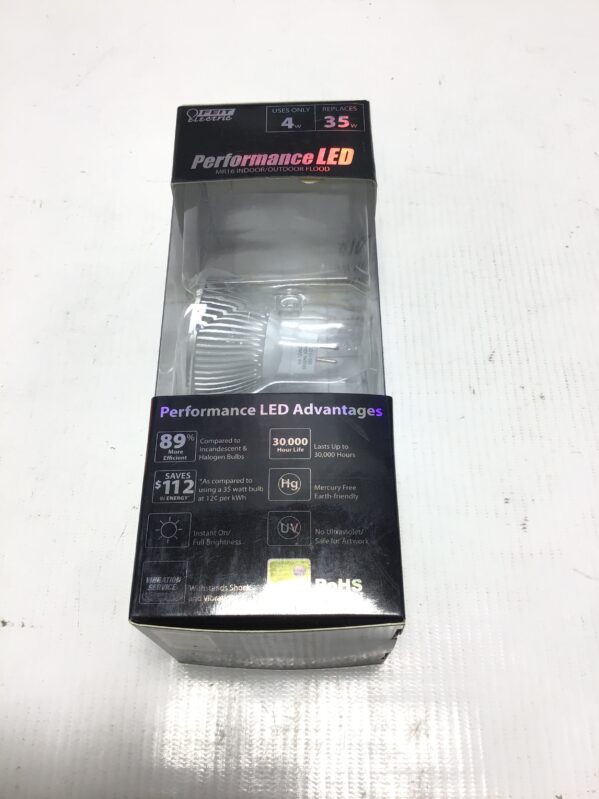 FEIT
electric
USES ONLY
4w
REPLACES
35w
Performance LED
MR16 INDOOR/OUTDOOR FLOOD
Performance LED Advantages
89%
More
Efficient
Compared to
Incandescent &
Halogen Bulbs
30,000
Hour Life
Lasts Up to
30,000 Hours
SAVES
$112
IN ENERGY*
*As compared to
using a 35 watt bulb
at 12¢ per kWh
Hg
Mercury Free
Earth-friendly
Instant On/
Full Brightness
UV
No Ultraviolet/
Safe for Artwork
VIBRATION
SERVICE
Withstands Shock
and Vibration
RoHS